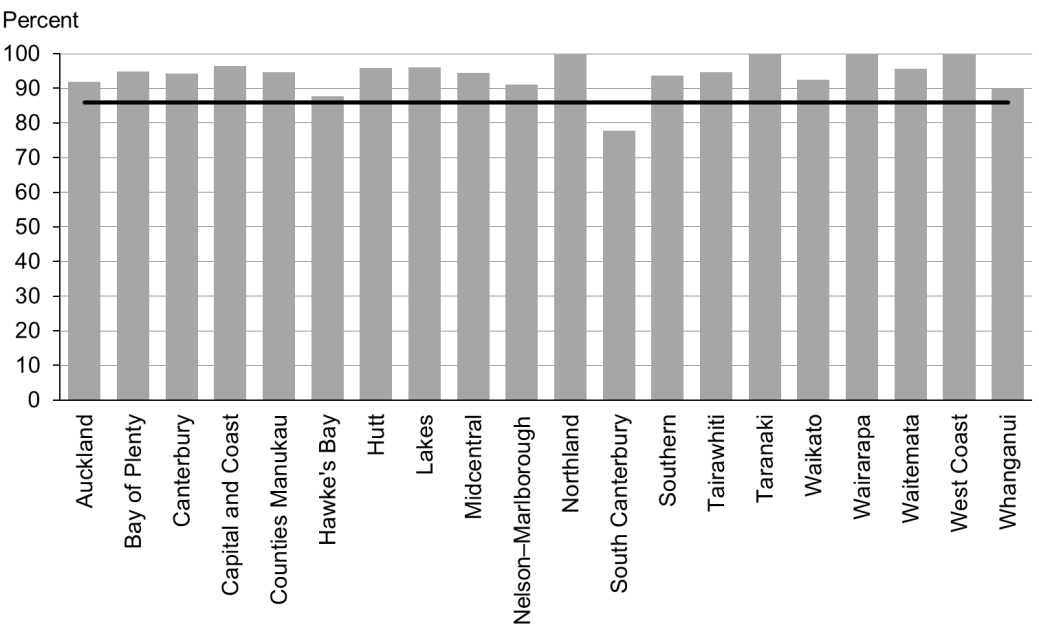 Percent
100
90
80
70
60
50
40
30
20
10
0
Auckland
Bay of Plenty
Canterbury
Capital and Coast
Counties Manukau
Hawke's Bay
Hutt
Lakes
Midcentral
Nelson–Marlborough
Northland
South Canterbury
Southern
Tairawhiti
Taranaki
Waikato
Wairarapa
Waitemata
West Coast
Whanganui